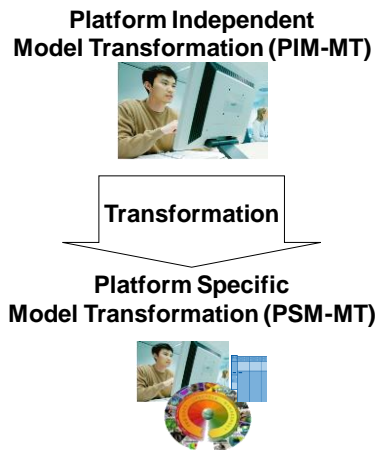 Platform Independent
Model Transformation (PIM-MT)
Transformation
Platform Specific
Model Transformation (PSM-MT)